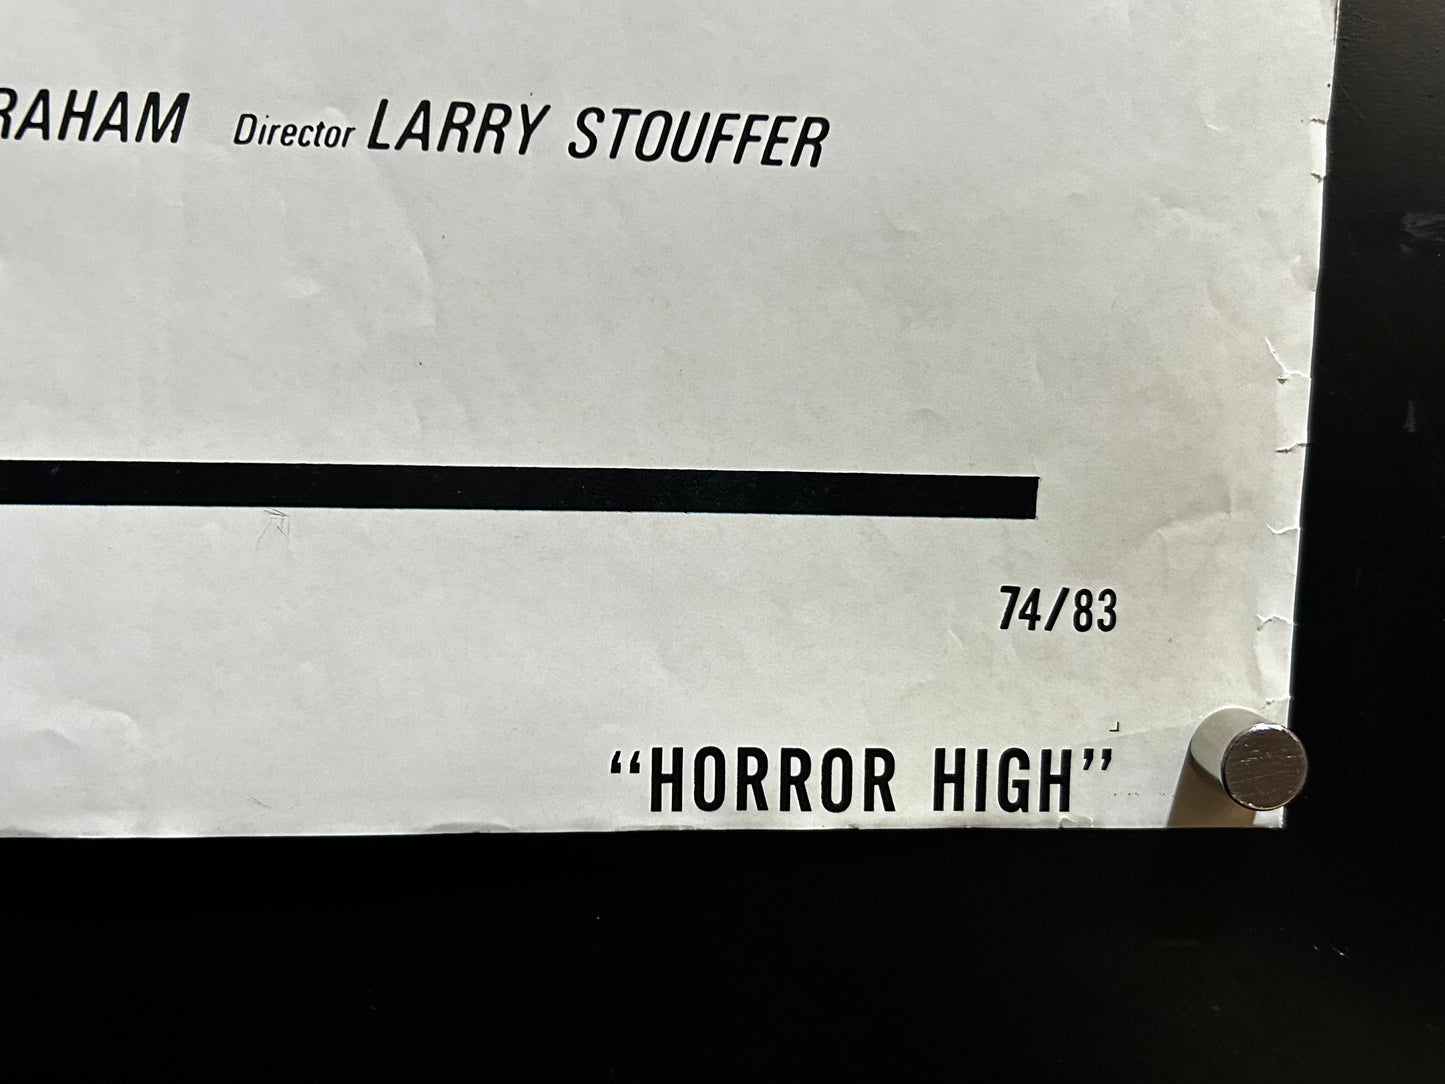 RAHAM Director LARRY STOUFFER
74/83
“HORROR HIGH”